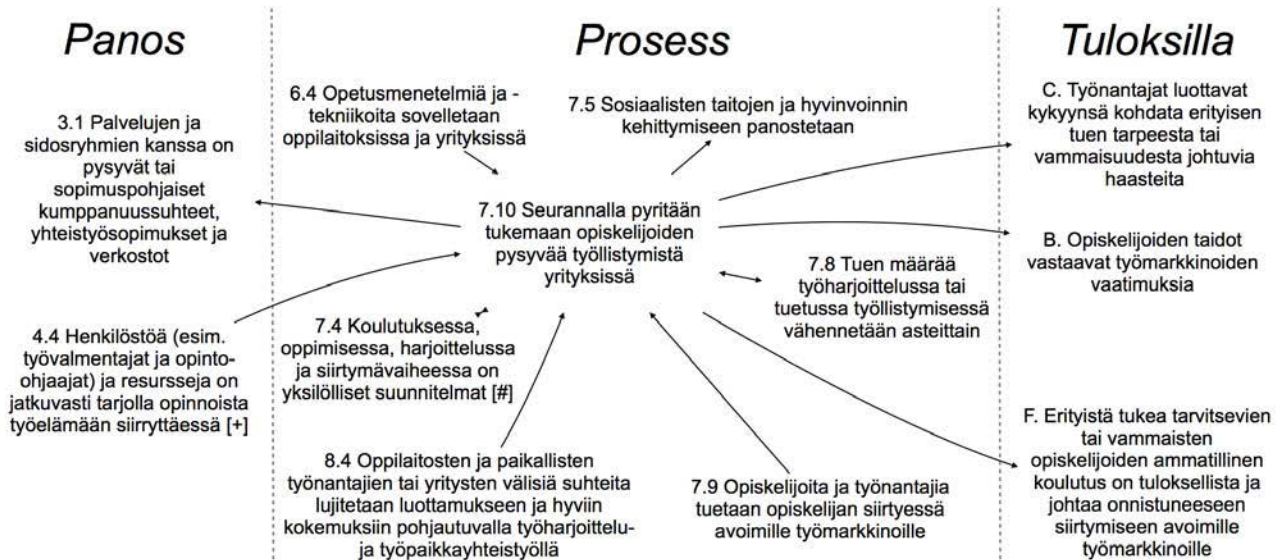 Panos
Prosess
Tuloksilla
3.1 Palvelujen ja
sidosryhmien kanssa on
pysyvät tai
sopimuspohjaiset
kumppanuussuhteet,
yhteistyösopimukset ja
verkostot
4.4 Henkilöstöä (esim.
työvalmentajat ja opinto-
ohjaajat) ja resursseja on
jatkuvasti tarjolla opinnoista
työelämään siirryttäessä [+]
6.4 Opetusmenetelmiä ja -
tekniikoita sovelletaan
oppilaitoksissa ja yrityksissä
7.5 Sosiaalisten taitojen ja hyvinvoinnin
kehittymiseen panostetaan
7.10 Seurannalla pyritään
tukemaan opiskelijoiden
pysyvää työllistymistä
yrityksissä
7.8 Tuen määrää
työharjoittelussa tai
tuetussa työllistymisessä
vähennetään asteittain
7.4 Koulutuksessa,
oppimisessa, harjoittelussa
ja siirtymävaiheessa on
yksilölliset suunnitelmat [#]
8.4 Oppilaitosten ja paikallisten
työnantajien tai yritysten välisiä suhteita
lujitetaan luottamukseen ja hyviin
kokemuksiin pohjautuvalla työharjoittelu-
ja työpaikkayhteistyöllä
7.9 Opiskelijoita ja työnantajia
tuetaan opiskelijan siirtyessä
avoimille työmarkkinoille
C. Työnantajat luottavat
kykyynsä kohdata erityisen
tuen tarpeesta tai
vammaisuudesta johtuvia
haasteita
B. Opiskelijoiden taidot
vastaavat työmarkkinoiden
vaatimuksia
F. Erityistä tukea tarvitsevien
tai vammaisten
opiskelijoiden ammatillinen
koulutus on tuloksellista ja
johtaa onnistuneeseen
siirtymiseen avoimille
työmarkkinoille